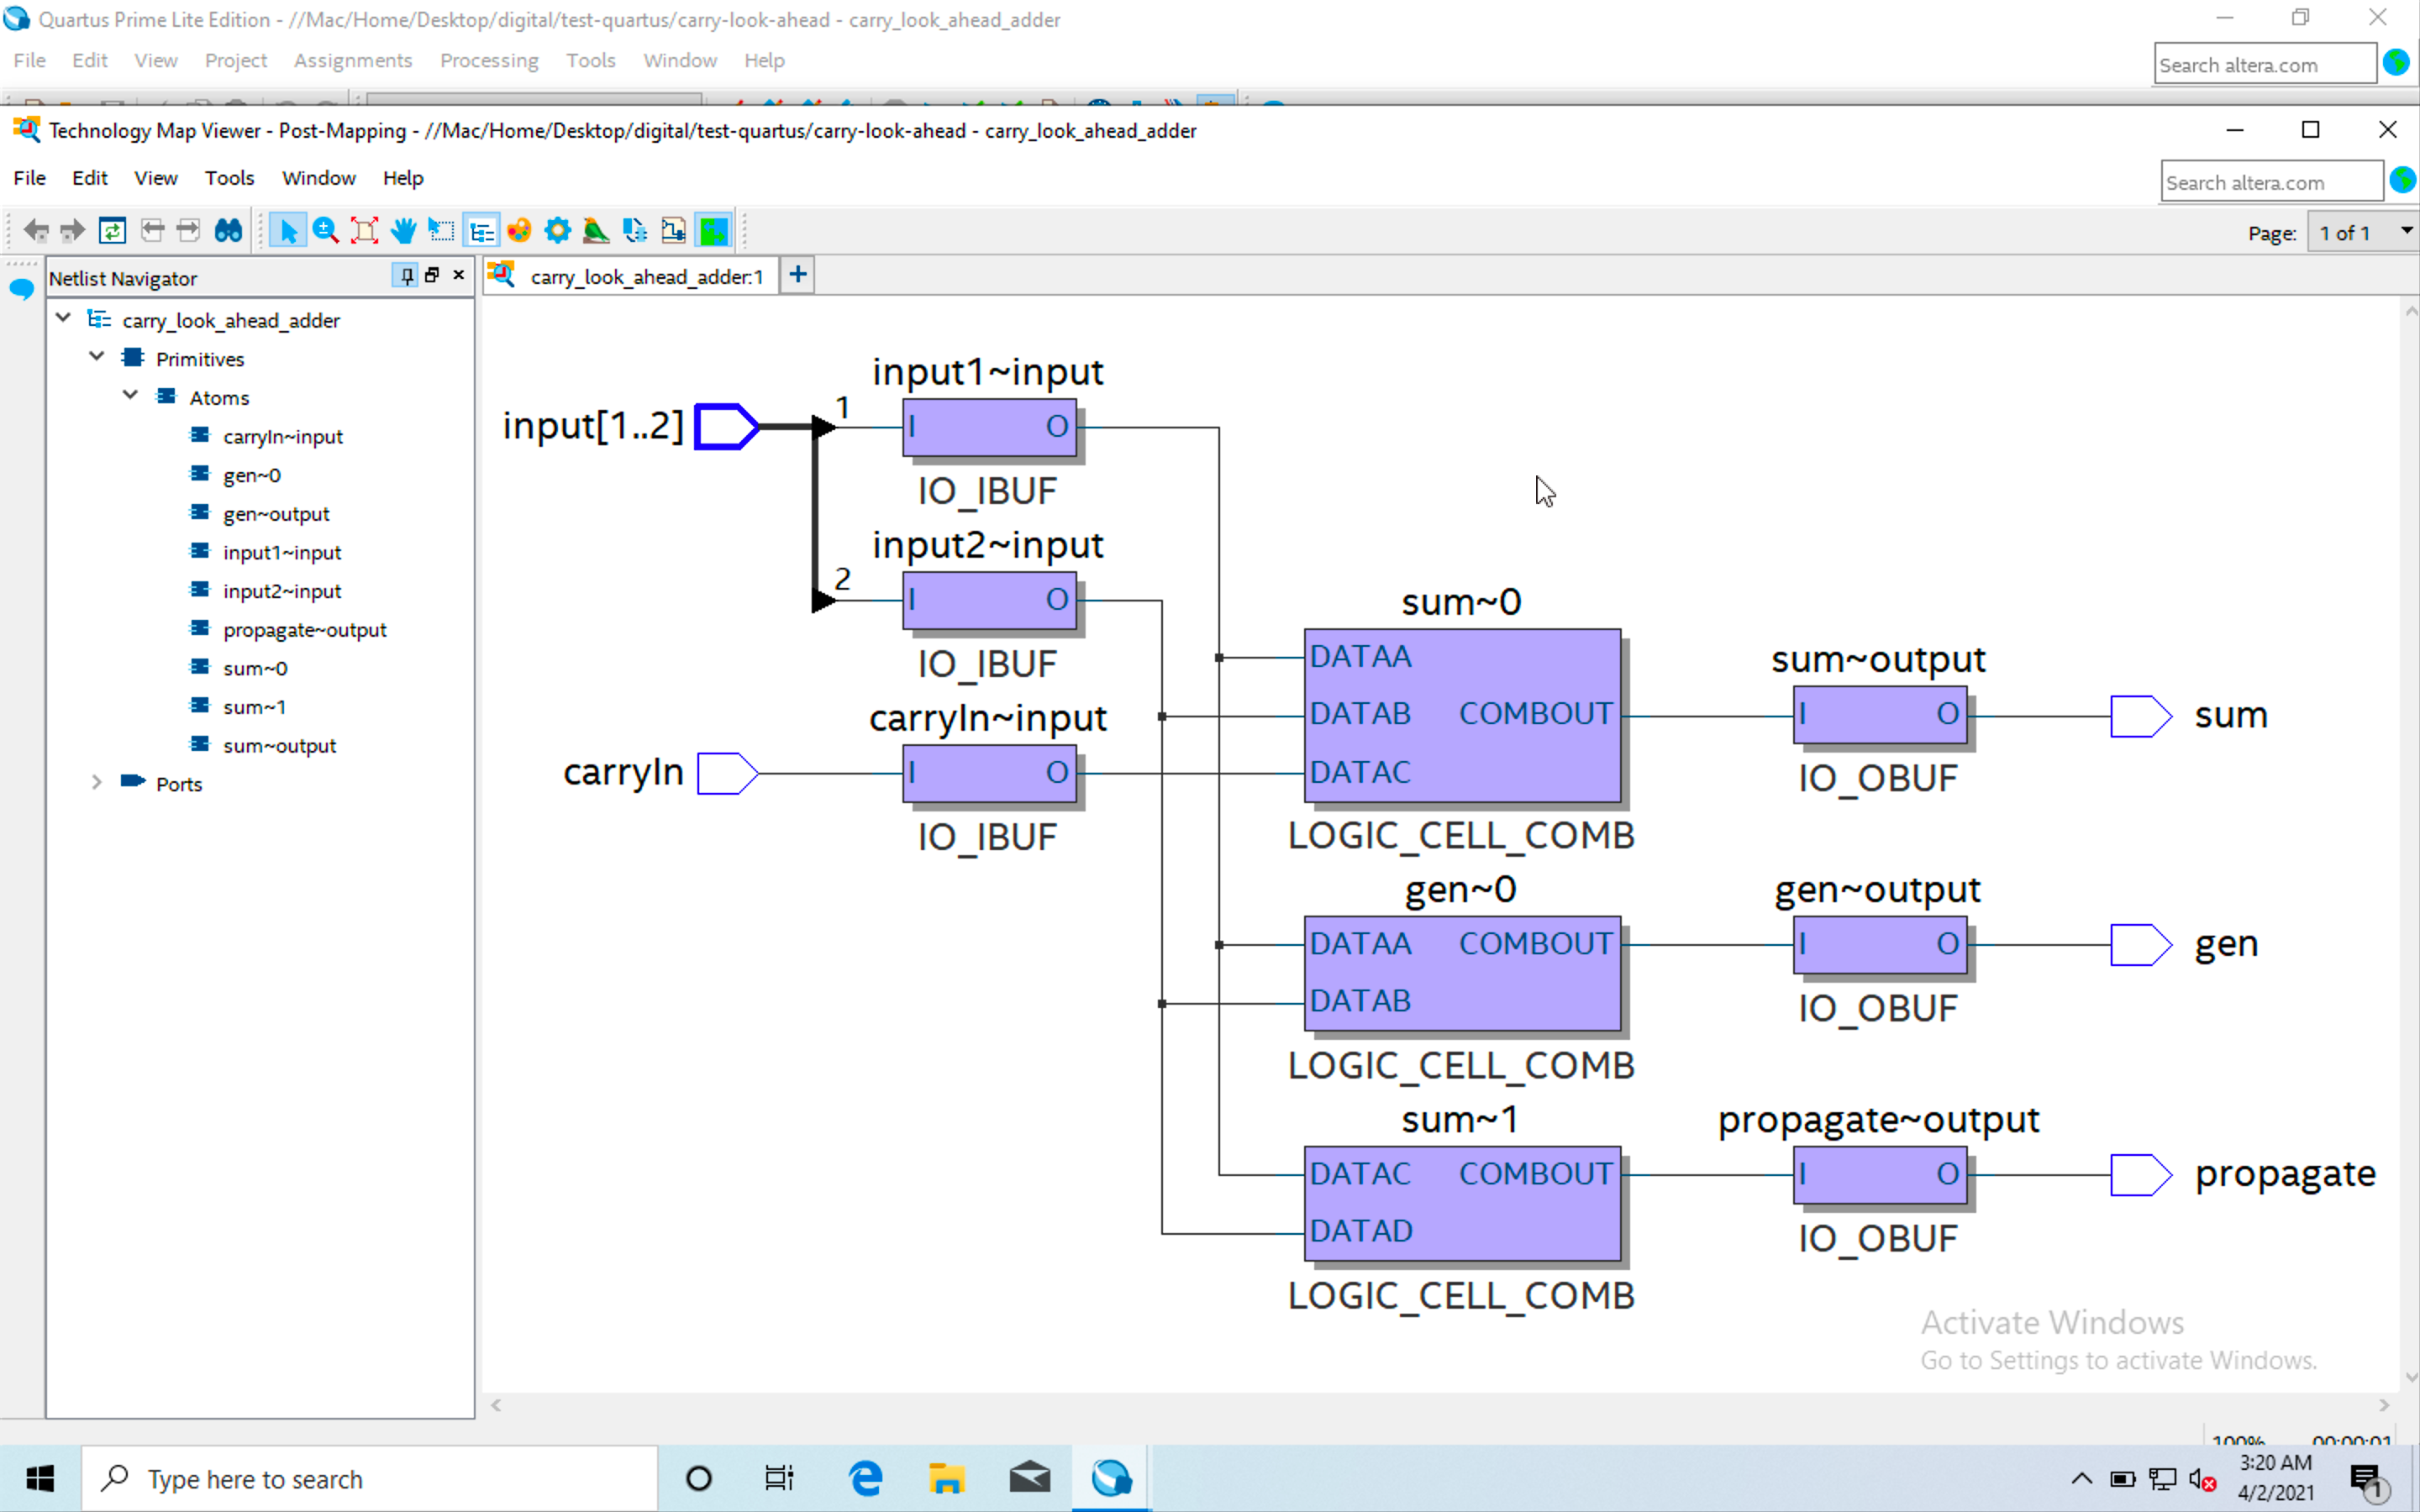 Quartus Prime Lite Edition - //Mac/Home/Desktop/digital/test-quartus/carry-look-ahead - carry_look_ahead_adder
File Edit View Project Assignments Processing Tools Window Help
Search altera.com
Technology Map Viewer - Post-Mapping - //Mac/Home/Desktop/digital/test-quartus/carry-look-ahead - carry_look_ahead_adder
File Edit View Tools Window Help
Search altera.com
Page: 1 of 1
Netlist Navigator
carry_look_ahead_adder:1
carry_look_ahead_adder
Primitives
Atoms
carryIn~input
gen~0
gen~output
input1~input
input2~input
propagate~output
sum~0
sum~1
sum~output
Ports
input1~input
input[1..2]
1
I O
IO_IBUF
input2~input
2
I O
IO_IBUF
carryIn~input
carryIn
I O
IO_IBUF
sum~0
DATAA
DATAB COMBOUT
DATAC
LOGIC_CELL_COMB
sum~output
I O
IO_OBUF
sum
gen~0
DATAA COMBOUT
DATAB
LOGIC_CELL_COMB
gen~output
I O
IO_OBUF
gen
sum~1
DATAC COMBOUT
DATAD
LOGIC_CELL_COMB
propagate~output
I O
IO_OBUF
propagate
Activate Windows
Go to Settings to activate Windows.
100% 00:00:01
Type here to search
3:20 AM
4/2/2021
1